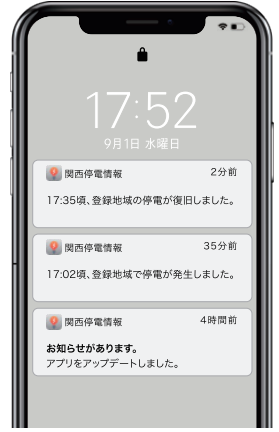 17:52
9月1日 水曜日
関西停電情報 2分前
17:35頃、登録地域の停電が復旧しました。
関西停電情報 35分前
17:02頃、登録地域で停電が発生しました。
関西停電情報 4時間前
お知らせがあります。
アプリをアップデートしました。